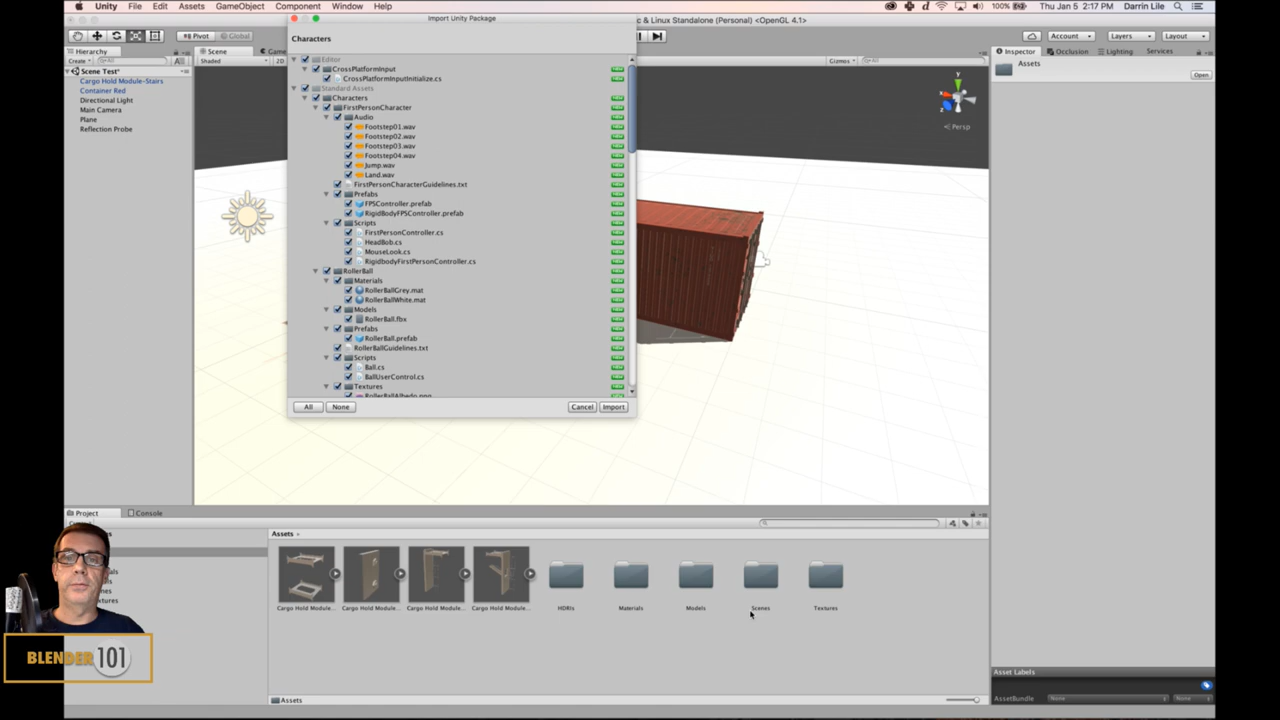 Unity File Edit Assets GameObject Component Window Help 100% Thu Jan 5 2:17 PM Darrin Lile
Import Unity Package
c & Linux Standalone (Personal) <OpenGL 4.1>
Pivot Global Account Layers Layout
Characters
Hierarchy Scene Game Inspector Occlusion Lighting Services
Create Shaded 2D Gizmos All
Scene Test*
Cargo Hold Module-Stairs
Container Red
Directional Light
Main Camera
Plane
Reflection Probe
Assets
Open
Editor
CrossPlatformInput
CrossPlatformInputInitialize.cs
Standard Assets
Characters
FirstPersonCharacter
Audio
Footstep01.wav
Footstep02.wav
Footstep03.wav
Footstep04.wav
Jump.wav
Land.wav
FirstPersonCharacterGuidelines.txt
Prefabs
FPSController.prefab
RigidBodyFPSController.prefab
Scripts
FirstPersonController.cs
HeadBob.cs
MouseLook.cs
RigidbodyFirstPersonController.cs
RollerBall
Materials
RollerBallGrey.mat
RollerBallWhite.mat
Models
RollerBall.fbx
Prefabs
RollerBall.prefab
RollerBallGuidelines.txt
Scripts
Ball.cs
BallUserControl.cs
Textures
RollerBallAlbedo.png
All None Cancel Import
y
Persp
Project Console
Assets
Cargo Hold Module... Cargo Hold Module... Cargo Hold Module... Cargo Hold Module... HDRIs Materials Models Scenes Textures
BLENDER 101
Assets
Asset Labels
AssetBundle None None